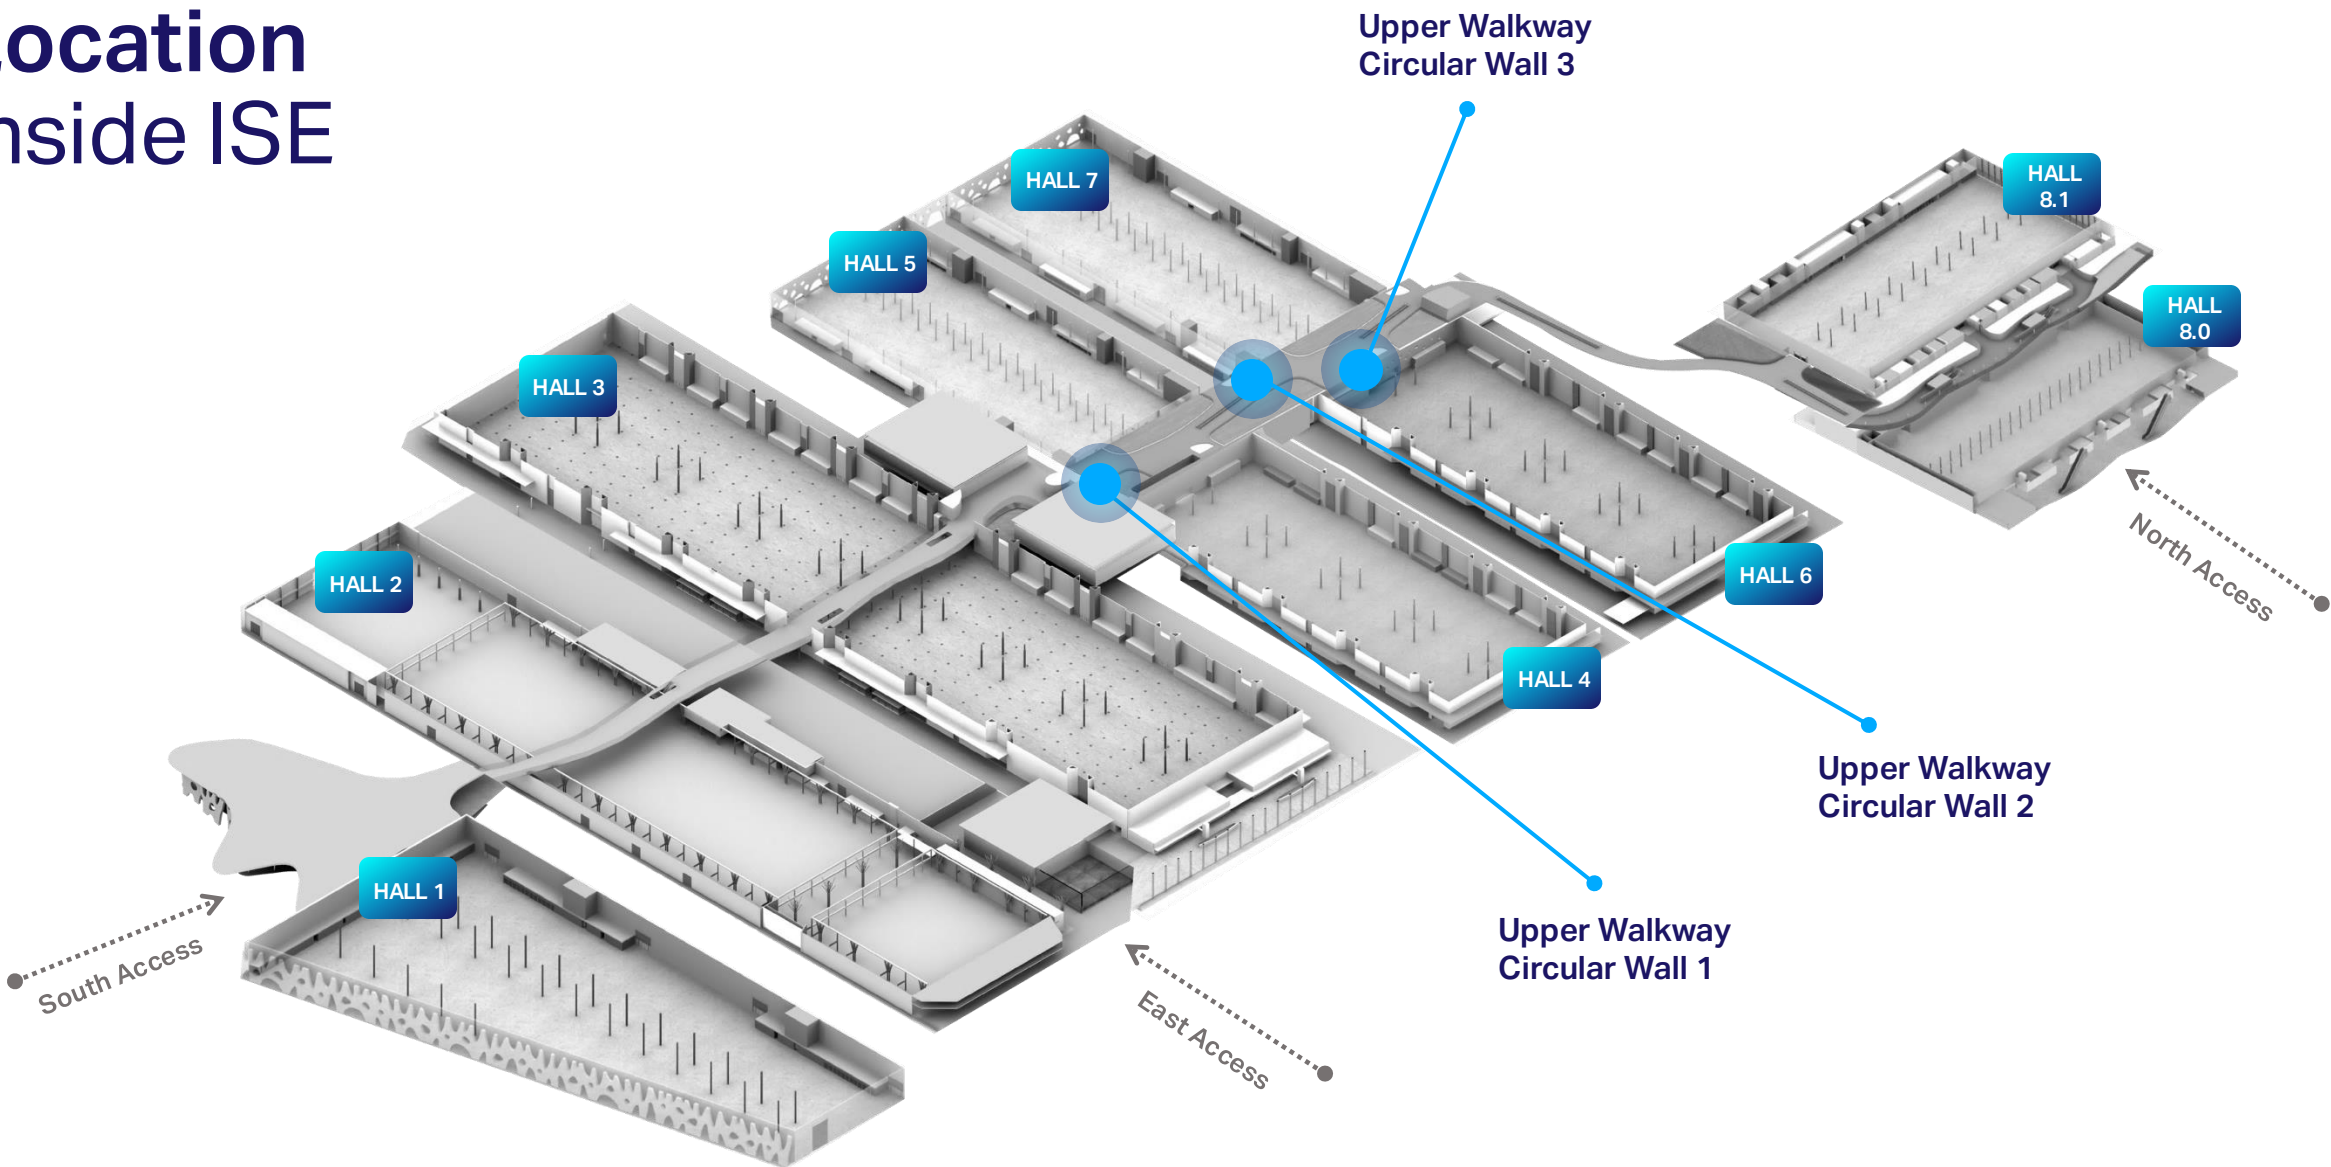 ocation
nside ISE
Upper Walkway
Circular Wall 3
HALL 7
HALL
8.1
HALL 5
HALL
8.0
HALL 3
HALL 2
HALL 6
North Access
HALL 4
Upper Walkway
Circular Wall 2
HALL 1
Upper Walkway
Circular Wall 1
South Access
East Access